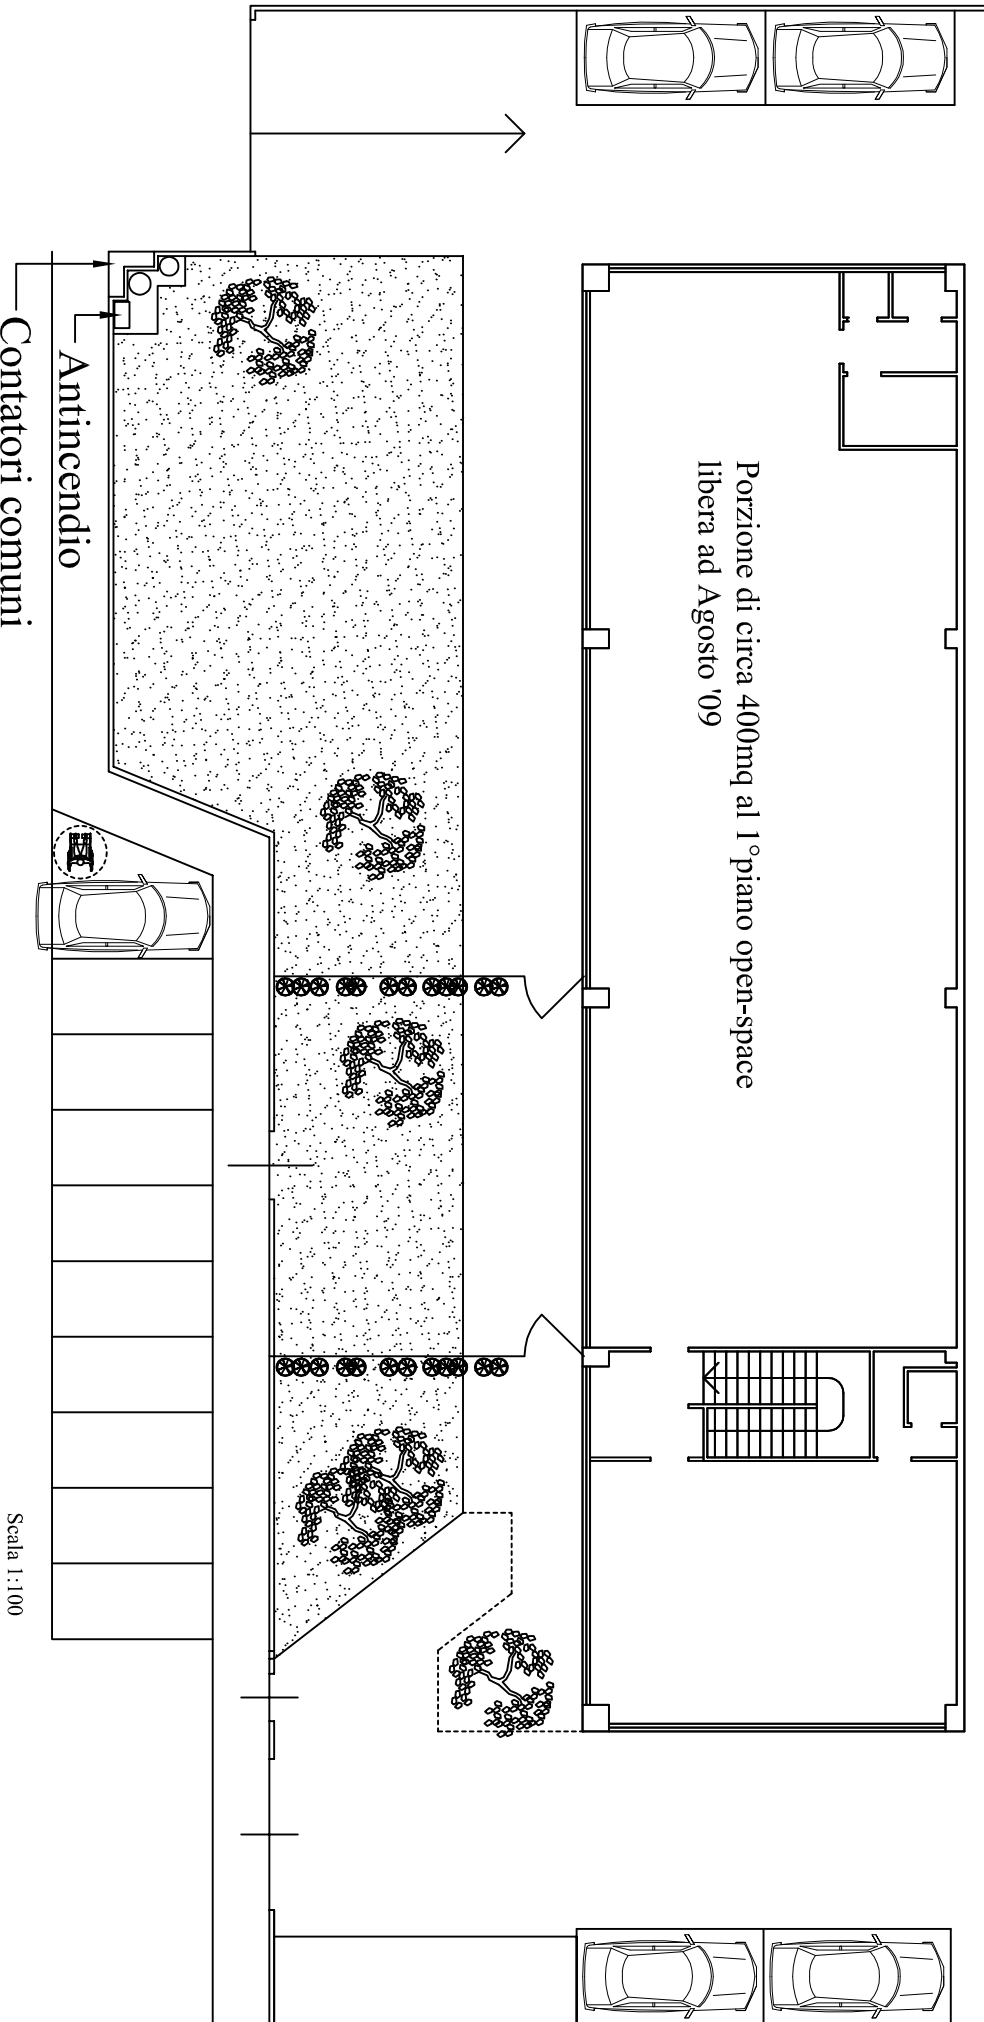 Porzione di circa 400mq al 1°piano open-space
libera ad Agosto '09
Antincendio
Contatori comuni
Scala 1:100